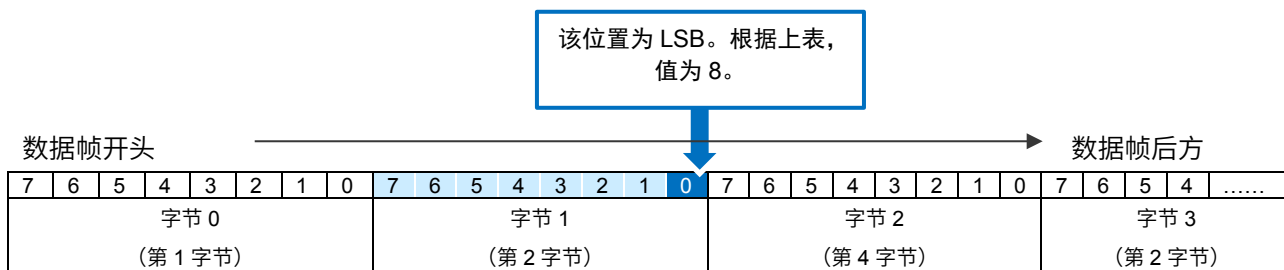 该位置为 LSB。根据上表，
值为 8。
数据帧开头
数据帧后方
7 6 5 4 3 2 1 0 7 6 5 4 3 2 1 0 7 6 5 4 3 2 1 0 7 6 5 4 ……
字节 0 字节 1 字节 2 字节 3
（第 1 字节） （第 2 字节） （第 4 字节） （第 2 字节）